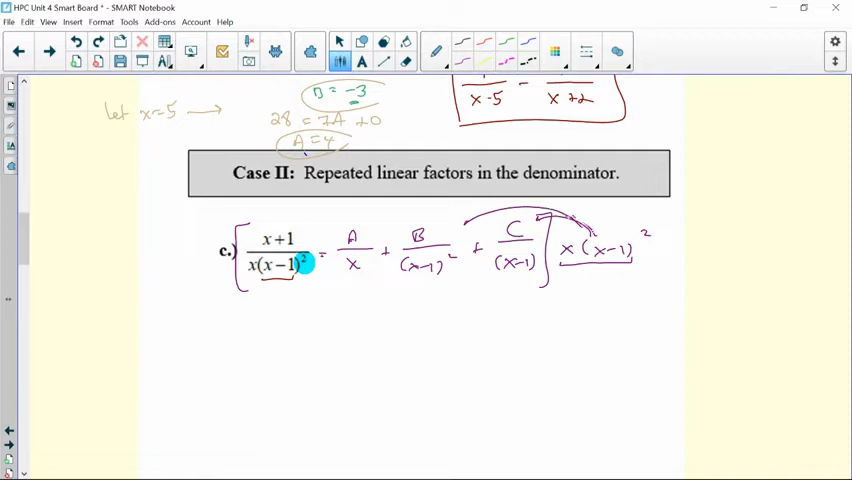 HPC Unit 4 Smart Board * - SMART Notebook
File Edit View Insert Format Tools Add-ons Account Help
B = -3
let x=5 → 28 = 7A +0
A = 4
x-5 - x+2
Case II: Repeated linear factors in the denominator.
c.) [ x+1 / x(x−1)² = A / x + B / (x-1)² + C / (x-1) ] x(x-1)²